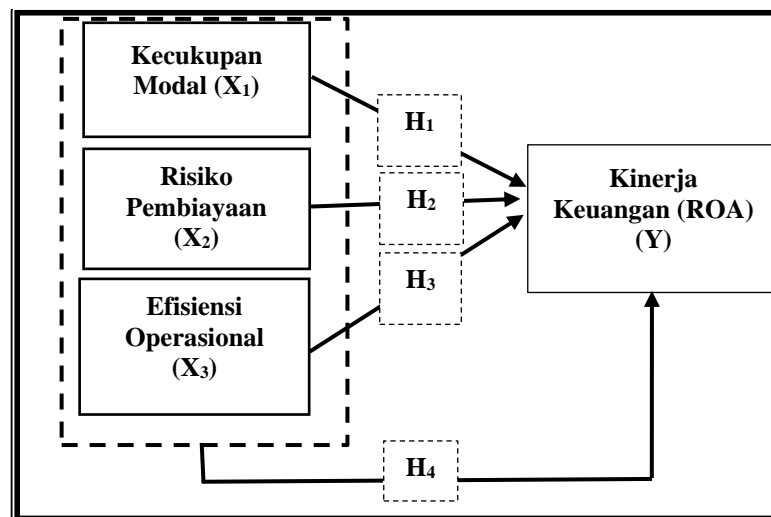 Kecukupan
Modal (X₁)
H₁
Risiko
Pembiayaan
(X₂)
H₂
Kinerja
Keuangan (ROA)
(Y)
Efisiensi
Operasional
(X₃)
H₃
H₄